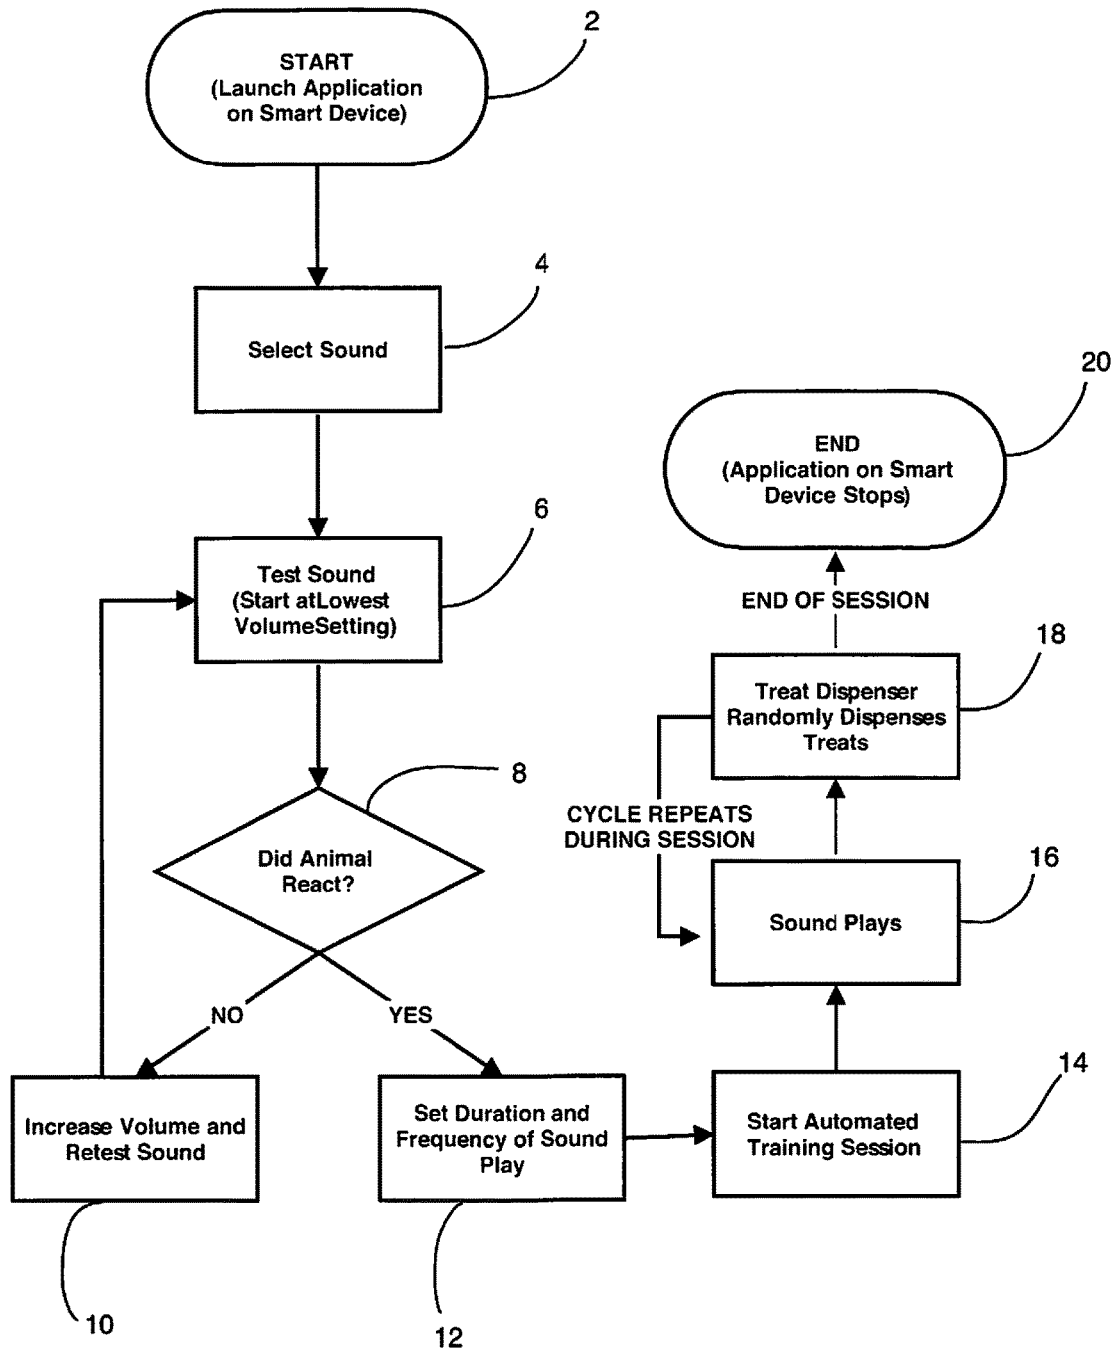 2
START
(Launch Application
on Smart Device)
4
Select Sound
6
Test Sound
(Start atLowest
VolumeSetting)
8
Did Animal
React?
NO
YES
Increase Volume and
Retest Sound
10
Set Duration and
Frequency of Sound
Play
12
14
Start Automated
Training Session
16
Sound Plays
CYCLE REPEATS
DURING SESSION
18
Treat Dispenser
Randomly Dispenses
Treats
END OF SESSION
20
END
(Application on Smart
Device Stops)